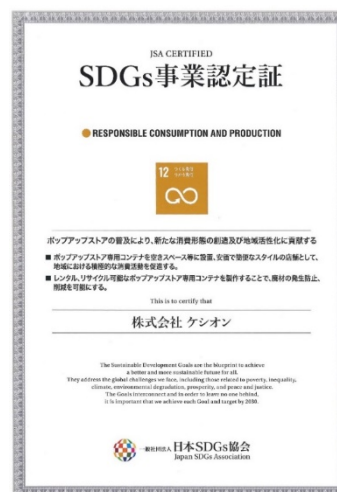 JSA CERTIFIED
SDGs事業認定証
RESPONSIBLE CONSUMPTION AND PRODUCTION
12 つくる責任
つかう責任
ポップアップストアの普及により、新たな消費形態の創造及び地域活性化に貢献する
■ ポップアップストア専用コンテナを空きスペース等に設置、安価で簡便なスタイルの店舗として、
地域における積極的な消費活動を促進する。
■ レンタル、リサイクル可能なポップアップストア専用コンテナを製作することで、廃材の発生防止、
削減を可能にする。
This is to certify that
株式会社 ケシオン
The Sustainable Development Goals are the blueprint to achieve
a better and more sustainable future for all.
They address the global challenges we face, including those related to poverty, inequality,
climate, environmental degradation, prosperity, and peace and justice.
The Goals interconnect and in order to leave no one behind,
it is important that we achieve each Goal and target by 2030.
一般社団法人 日本SDGs協会
Japan SDGs Association